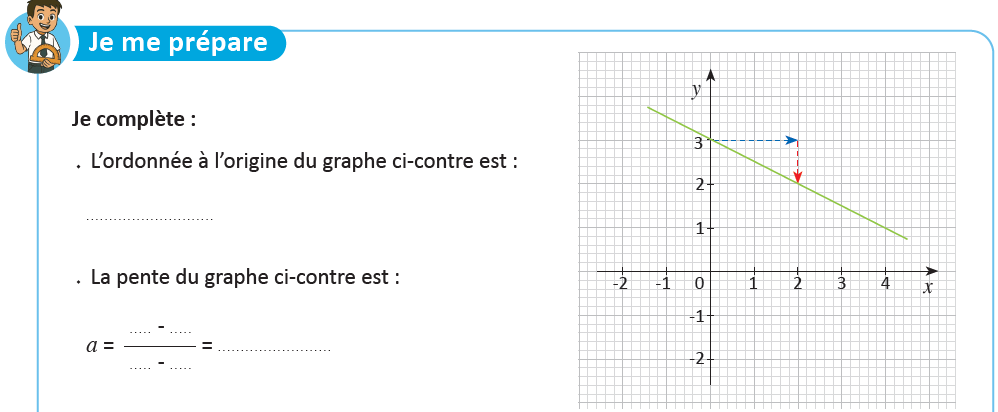 Je me prépare
Je complète :
. L'ordonnée à l'origine du graphe ci-contre est :
............................
. La pente du graphe ci-contre est :
..... - .....
a = = .........................
..... - .....
y
3
2
1
-2 -1 0 1 2 3 4 x
-1
-2